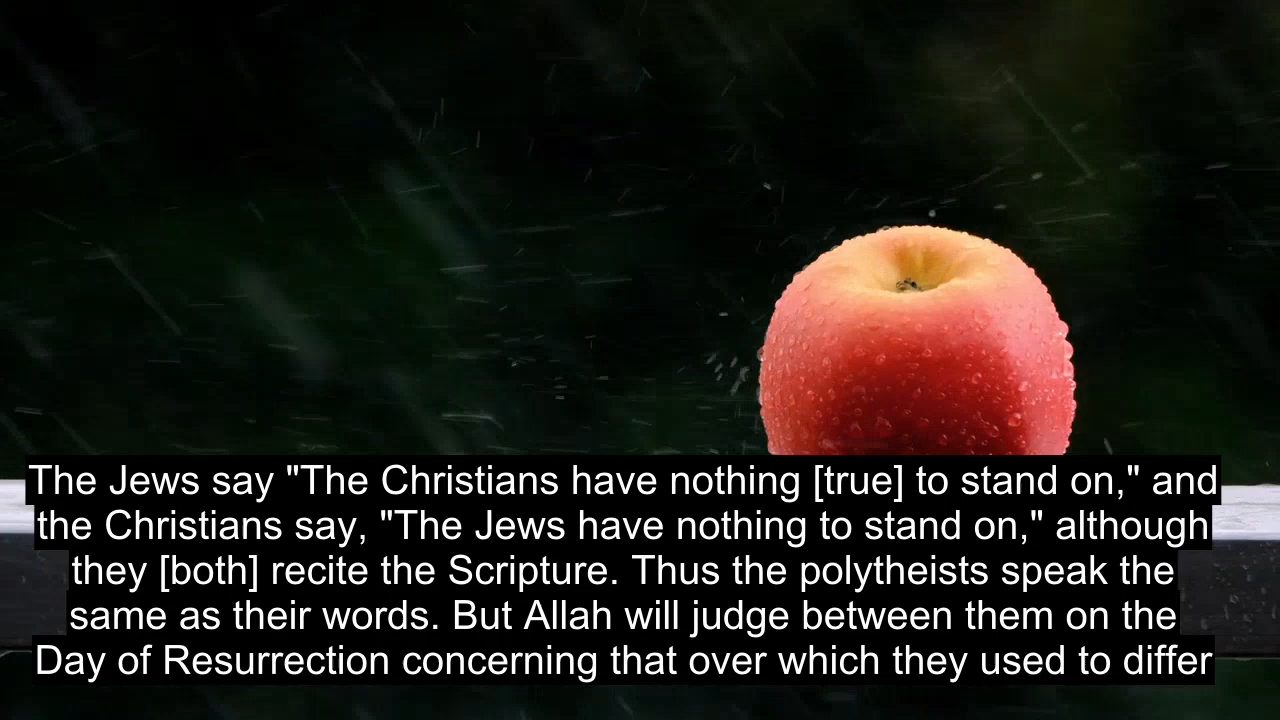 The Jews say "The Christians have nothing [true] to stand on," and
the Christians say, "The Jews have nothing to stand on," although
they [both] recite the Scripture. Thus the polytheists speak the
same as their words. But Allah will judge between them on the
Day of Resurrection concerning that over which they used to differ